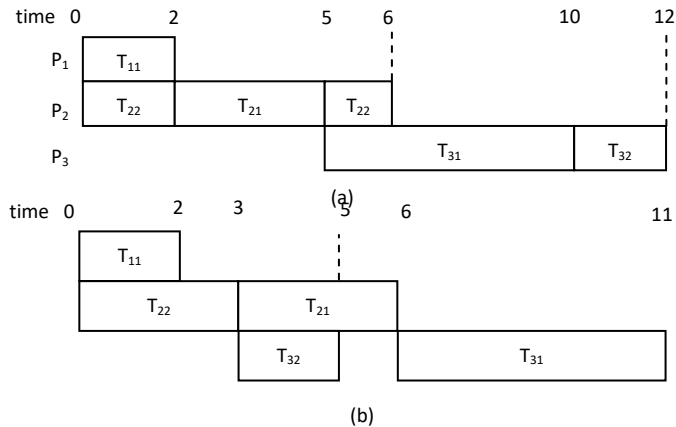 time 0 2 5 6 10 12
P₁ T₁₁
P₂ T₂₂ T₂₁ T₂₂
P₃ T₃₁ T₃₂
(a)
time 0 2 3 5 6 11
T₁₁
T₂₂ T₂₁
T₃₂ T₃₁
(b)